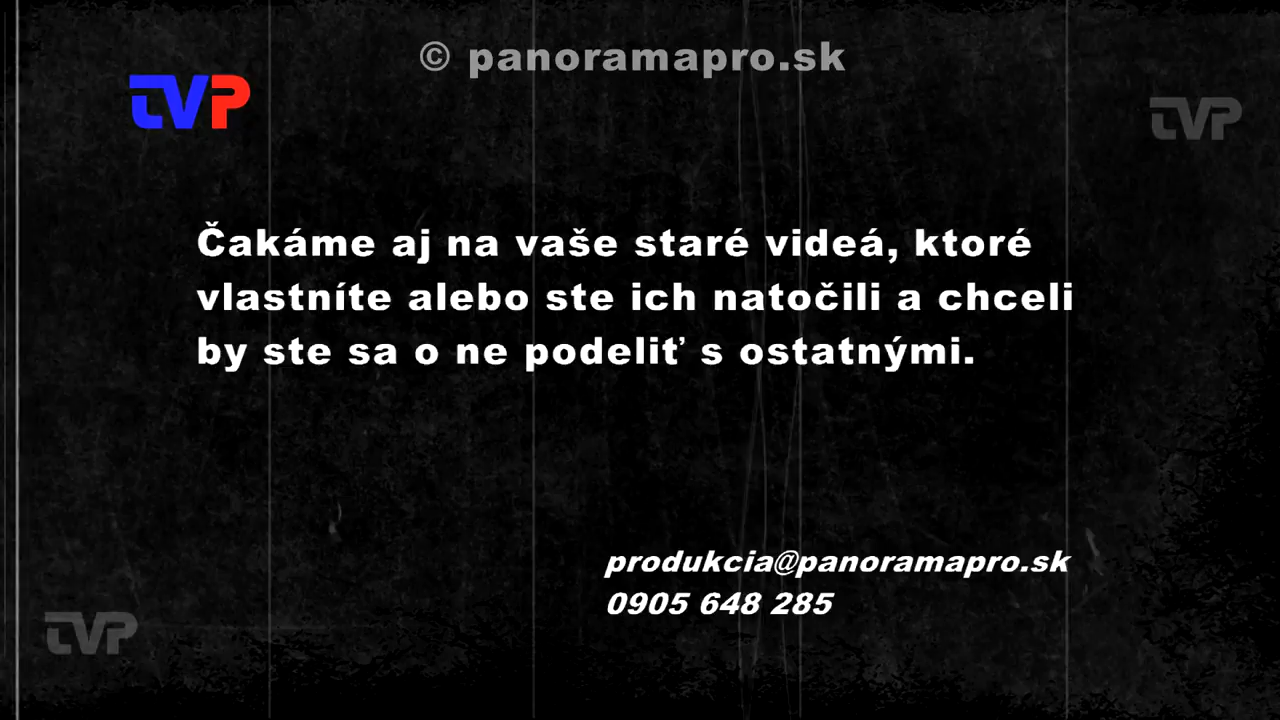 © panoramapro.sk
TVP
TVP
Čakáme aj na vaše staré videá, ktoré
vlastníte alebo ste ich natočili a chceli
by ste sa o ne podeliť s ostatnými.
produkcia@panoramapro.sk
0905 648 285
TVP